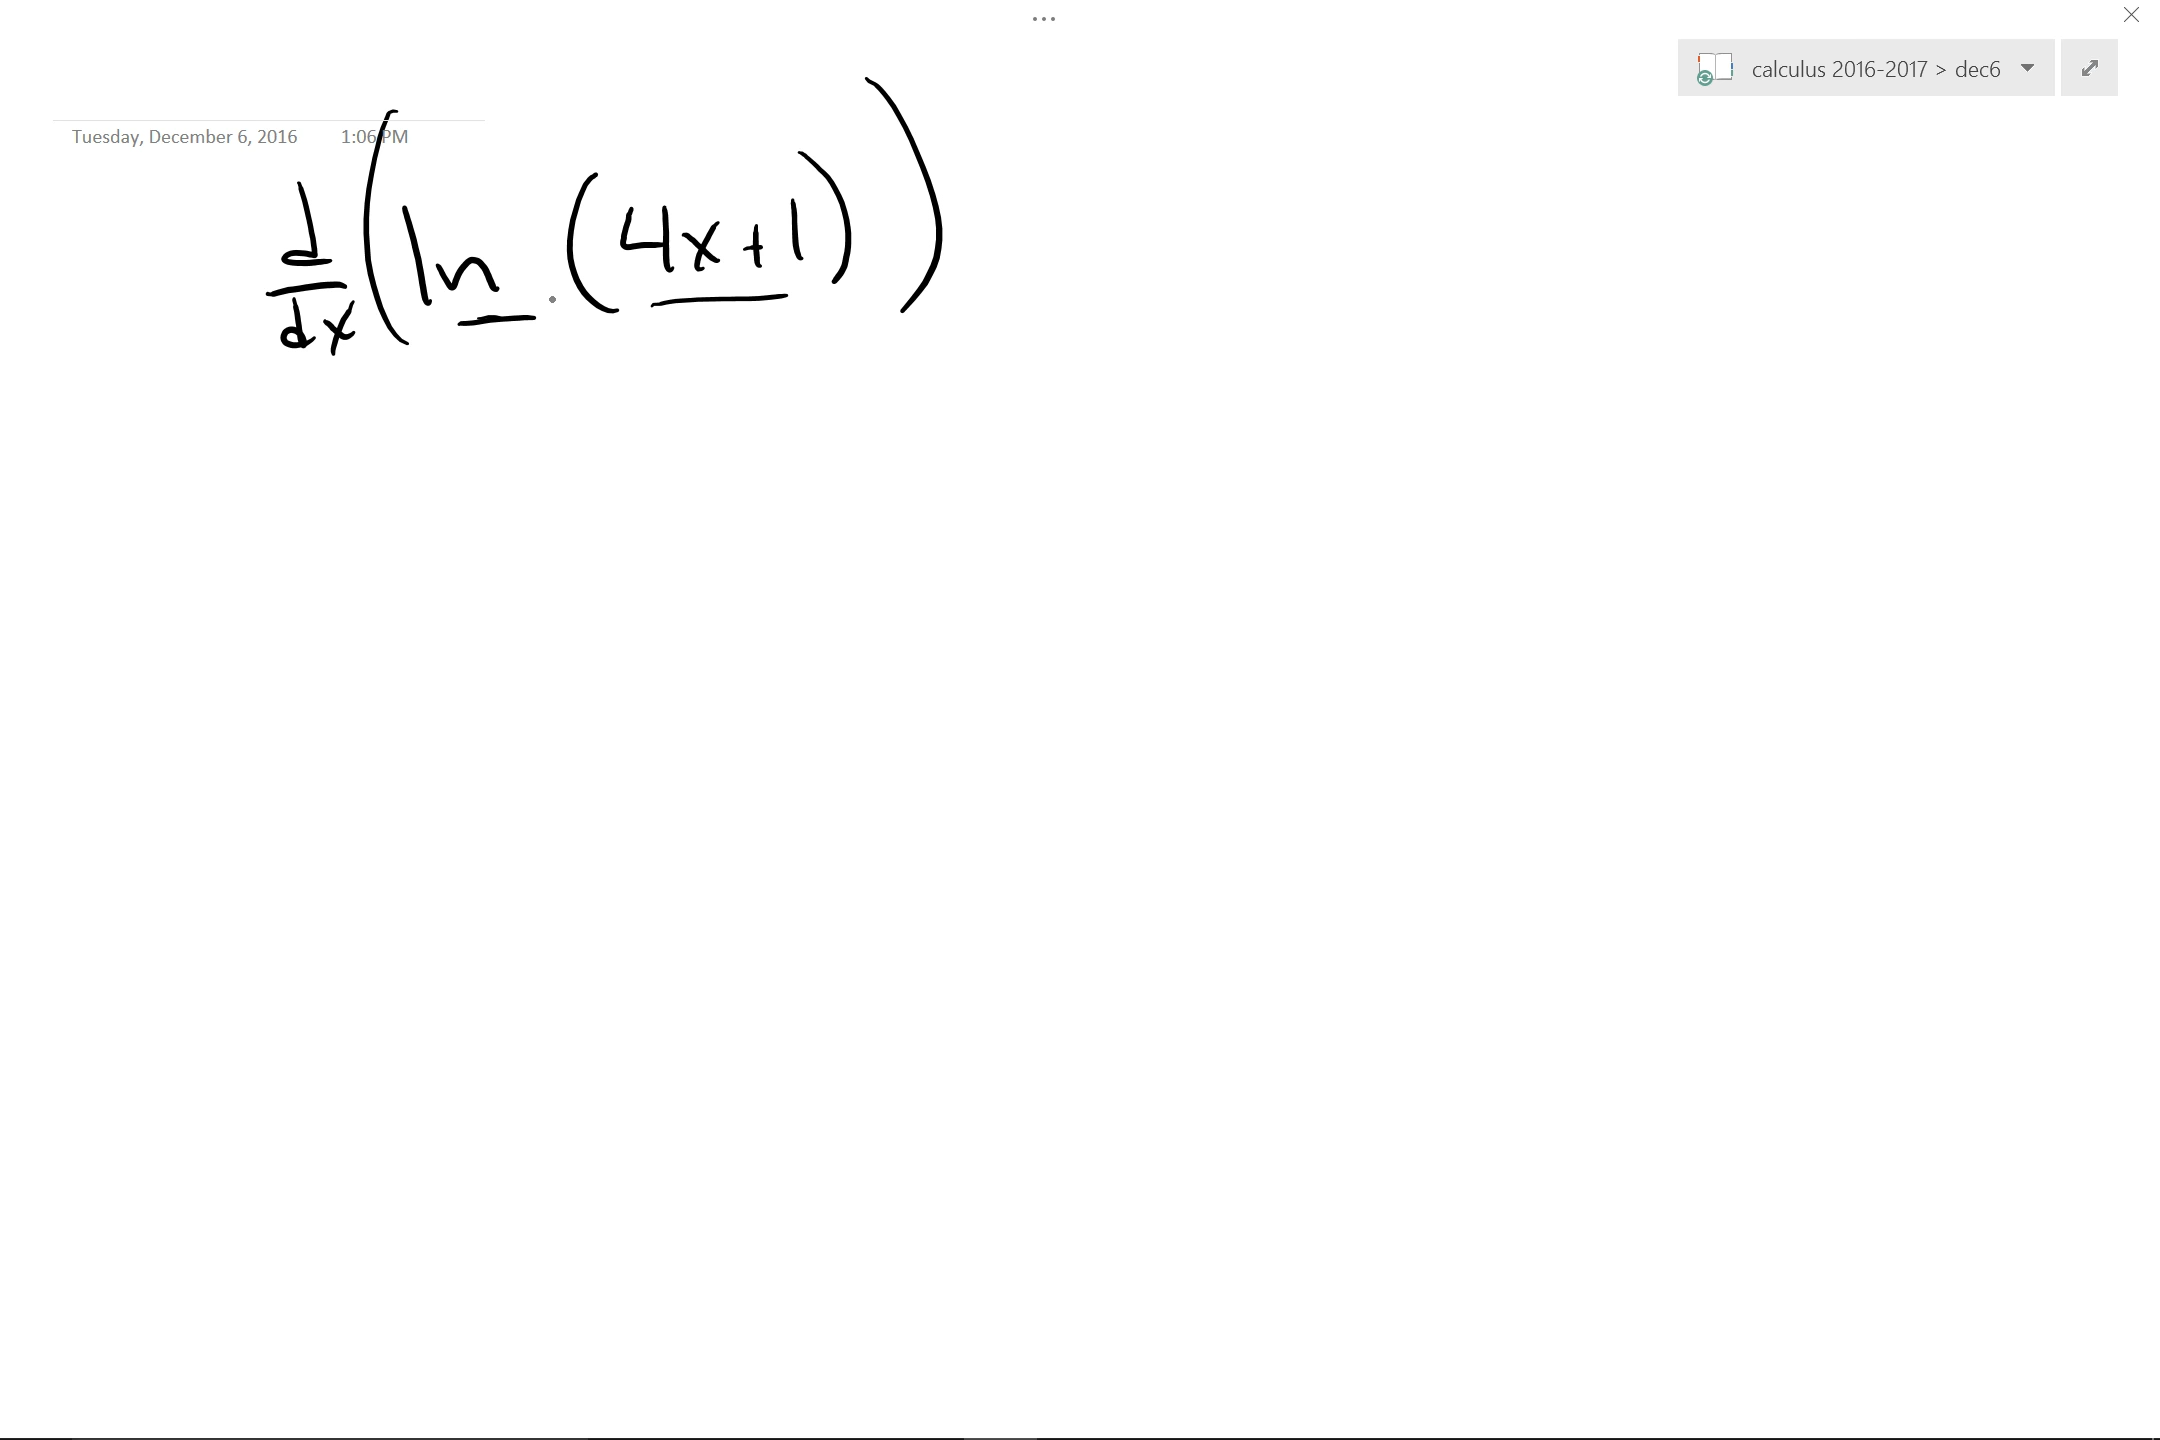 calculus 2016-2017 > dec6
Tuesday, December 6, 2016 1:06 PM
d/dx (ln (4x+1))